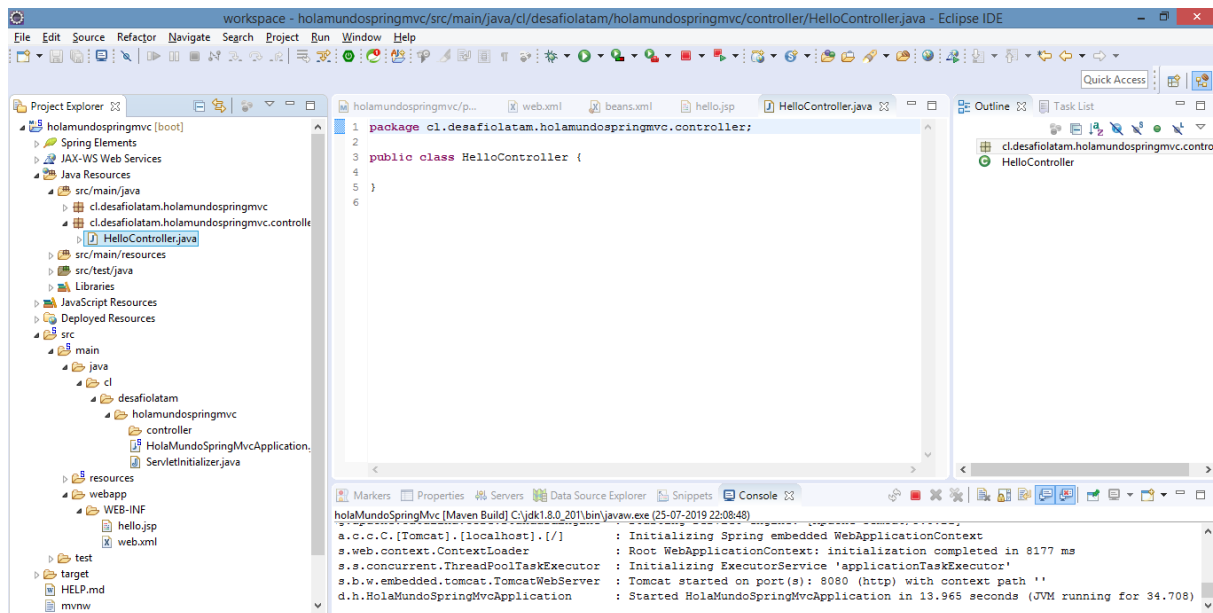 workspace - holamundospringmvc/src/main/java/cl/desafiolatam/holamundospringmvc/controller/HelloController.java - Eclipse IDE
File Edit Source Refactor Navigate Search Project Run Window Help
Quick Access
Project Explorer
holamundospringmvc/p... web.xml beans.xml hello.jsp HelloController.java
Outline Task List
holamundospringmvc [boot]
Spring Elements
JAX-WS Web Services
Java Resources
src/main/java
cl.desafiolatam.holamundospringmvc
cl.desafiolatam.holamundospringmvc.controlle
HelloController.java
src/main/resources
src/test/java
Libraries
JavaScript Resources
Deployed Resources
src
main
java
cl
desafiolatam
holamundospringmvc
controller
HolaMundoSpringMvcApplication.
ServletInitializer.java
resources
webapp
WEB-INF
hello.jsp
web.xml
test
target
HELP.md
mvnw
1 package cl.desafiolatam.holamundospringmvc.controller;
2
3 public class HelloController {
4
5 }
6
cl.desafiolatam.holamundospringmvc.contro
HelloController
Markers Properties Servers Data Source Explorer Snippets Console
holaMundoSpringMvc [Maven Build] C:\jdk1.8.0_201\bin\javaw.exe (25-07-2019 22:08:48)
a.c.c.C.[Tomcat].[localhost].[/] : Initializing Spring embedded WebApplicationContext
s.web.context.ContextLoader : Root WebApplicationContext: initialization completed in 8177 ms
s.s.concurrent.ThreadPoolTaskExecutor : Initializing ExecutorService 'applicationTaskExecutor'
s.b.w.embedded.tomcat.TomcatWebServer : Tomcat started on port(s): 8080 (http) with context path ''
d.h.HolaMundoSpringMvcApplication : Started HolaMundoSpringMvcApplication in 13.965 seconds (JVM running for 34.708)